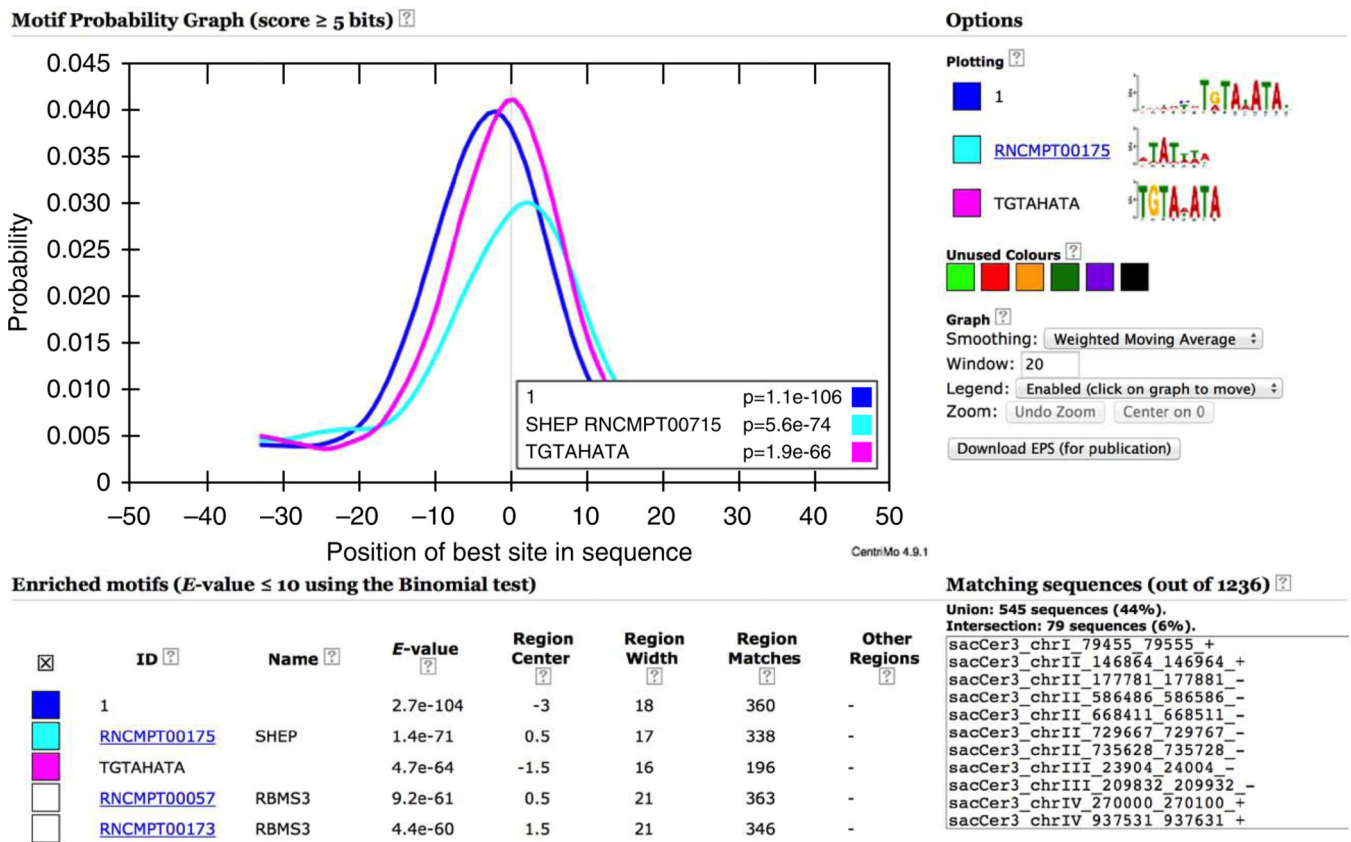 Motif Probability Graph (score ≥ 5 bits) ?
0.045
0.040
0.035
0.030
0.025
0.020
0.015
0.010
0.005
0
Probability
–50 –40 –30 –20 –10 0 10 20 30 40 50
Position of best site in sequence
CentriMo 4.9.1
1 p=1.1e-106
SHEP RNCMPT00715 p=5.6e-74
TGTAHATA p=1.9e-66
Options
Plotting ?
1
RNCMPT00175
TGTAHATA
Unused Colours ?
Graph ?
Smoothing: Weighted Moving Average
Window: 20
Legend: Enabled (click on graph to move)
Zoom: Undo Zoom Center on 0
Download EPS (for publication)
Enriched motifs (E-value ≤ 10 using the Binomial test)
ID ? Name ? E-value ? Region Center ? Region Width ? Region Matches ? Other Regions ?
1 2.7e-104 -3 18 360 -
RNCMPT00175 SHEP 1.4e-71 0.5 17 338 -
TGTAHATA 4.7e-64 -1.5 16 196 -
RNCMPT00057 RBMS3 9.2e-61 0.5 21 363 -
RNCMPT00173 RBMS3 4.4e-60 1.5 21 346 -
Matching sequences (out of 1236) ?
Union: 545 sequences (44%).
Intersection: 79 sequences (6%).
sacCer3_chrI_79455_79555_+
sacCer3_chrII_146864_146964_+
sacCer3_chrII_177781_177881_-
sacCer3_chrII_586486_586586_-
sacCer3_chrII_668411_668511_-
sacCer3_chrII_729667_729767_-
sacCer3_chrII_735628_735728_-
sacCer3_chrIII_23904_24004_-
sacCer3_chrIII_209832_209932_-
sacCer3_chrIV_270000_270100_+
sacCer3_chrIV_937531_937631_+